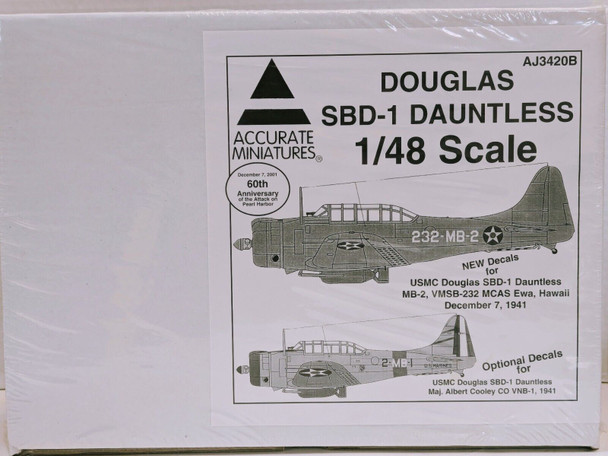 AJ3420B
DOUGLAS
SBD-1 DAUNTLESS
1/48 Scale
ACCURATE
MINIATURES®
December 7, 2001
60th
Anniversary
of the Attack on
Pearl Harbor
232-MB-2
NEW Decals
for
USMC Douglas SBD-1 Dauntless
MB-2, VMSB-232 MCAS Ewa, Hawaii
December 7, 1941
2-MB-1
Optional Decals
for
USMC Douglas SBD-1 Dauntless
Maj. Albert Cooley CO VNB-1, 1941